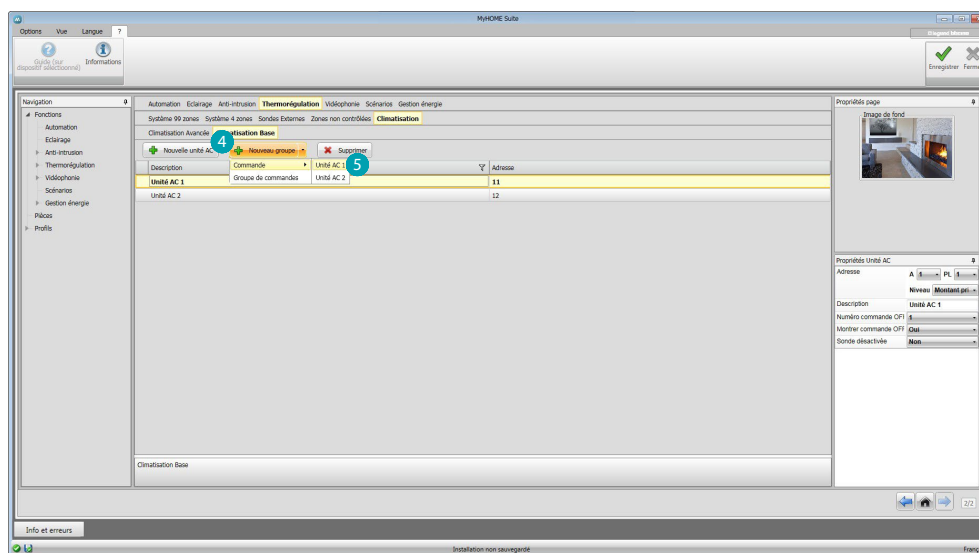 MyHOME Suite
Options Vue Langue ?
Guide (sur dispositif sélectionné)
Informations
Enregistrer Ferme
Navigation
Fonctions
Automation
Eclairage
Anti-intrusion
Thermorégulation
Vidéophonie
Scénarios
Gestion énergie
Pièces
Profils
Automation Eclairage Anti-intrusion Thermorégulation Vidéophonie Scénarios Gestion énergie
Système 99 zones Système 4 zones Sondes Externes Zones non contrôlées Climatisation
Climatisation Avancée matisation Base
4
Nouvelle unité AC Nouveau groupe Supprimer
Commande Unité AC 1
5
Groupe de commandes Unité AC 2
Description Adresse
Unité AC 1 11
Unité AC 2 12
Climatisation Base
Propriétés page
Image de fond
Propriétés Unité AC
Adresse A 1 PL 1
Niveau Montant pri
Description Unité AC 1
Numéro commande OFF 1
Montrer commande OFF Oui
Sonde désactivée Non
2/2
Info et erreurs
Installation non sauvegardé
Franç